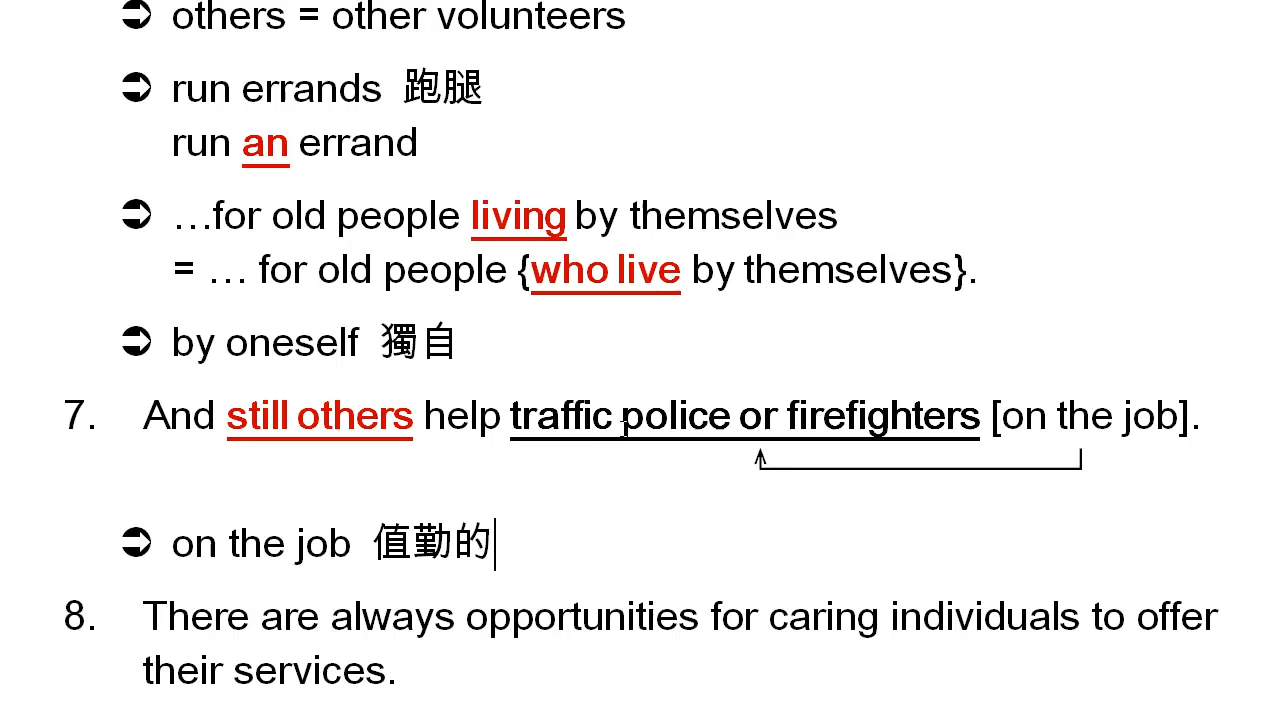 ➲ others = other volunteers
➲ run errands 跑腿
run an errand
➲ …for old people living by themselves
= … for old people {who live by themselves}.
➲ by oneself 獨自
7. And still others help traffic police or firefighters [on the job].
➲ on the job 值勤的
8. There are always opportunities for caring individuals to offer
their services.